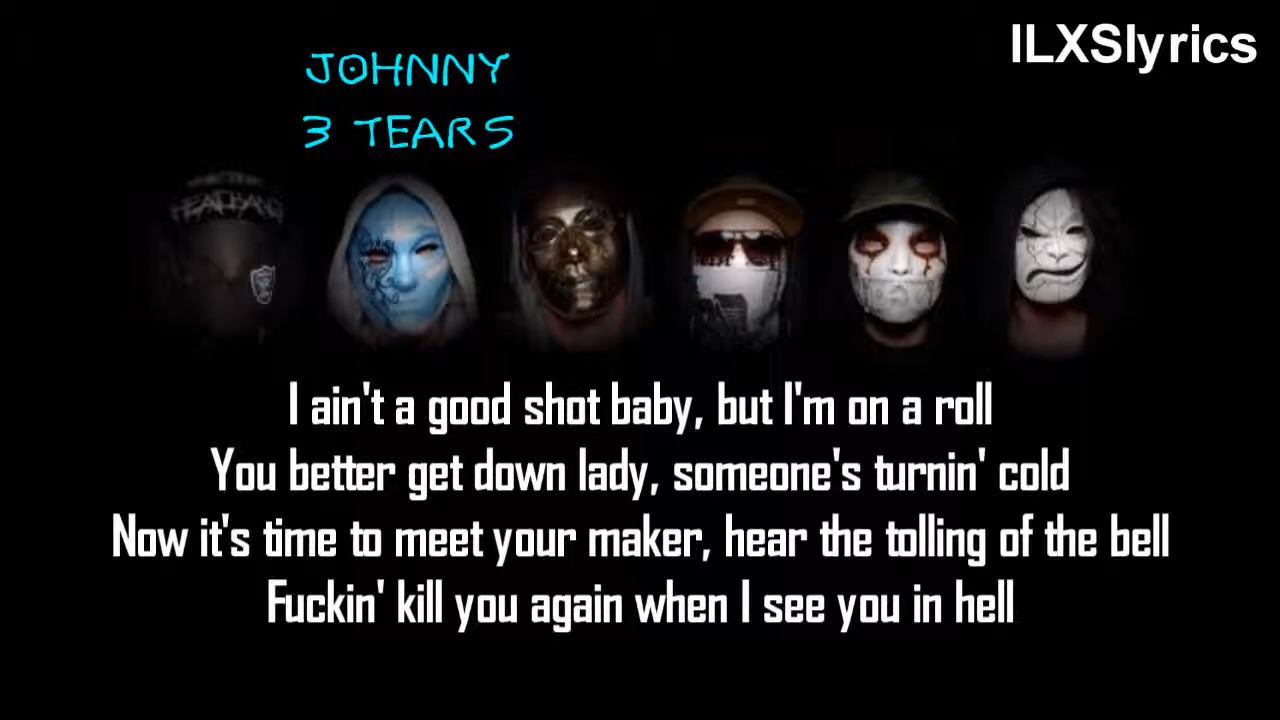 ILXSlyrics
JOHNNY
3 TEARS
I ain't a good shot baby, but I'm on a roll
You better get down lady, someone's turnin' cold
Now it's time to meet your maker, hear the tolling of the bell
Fuckin' kill you again when I see you in hell